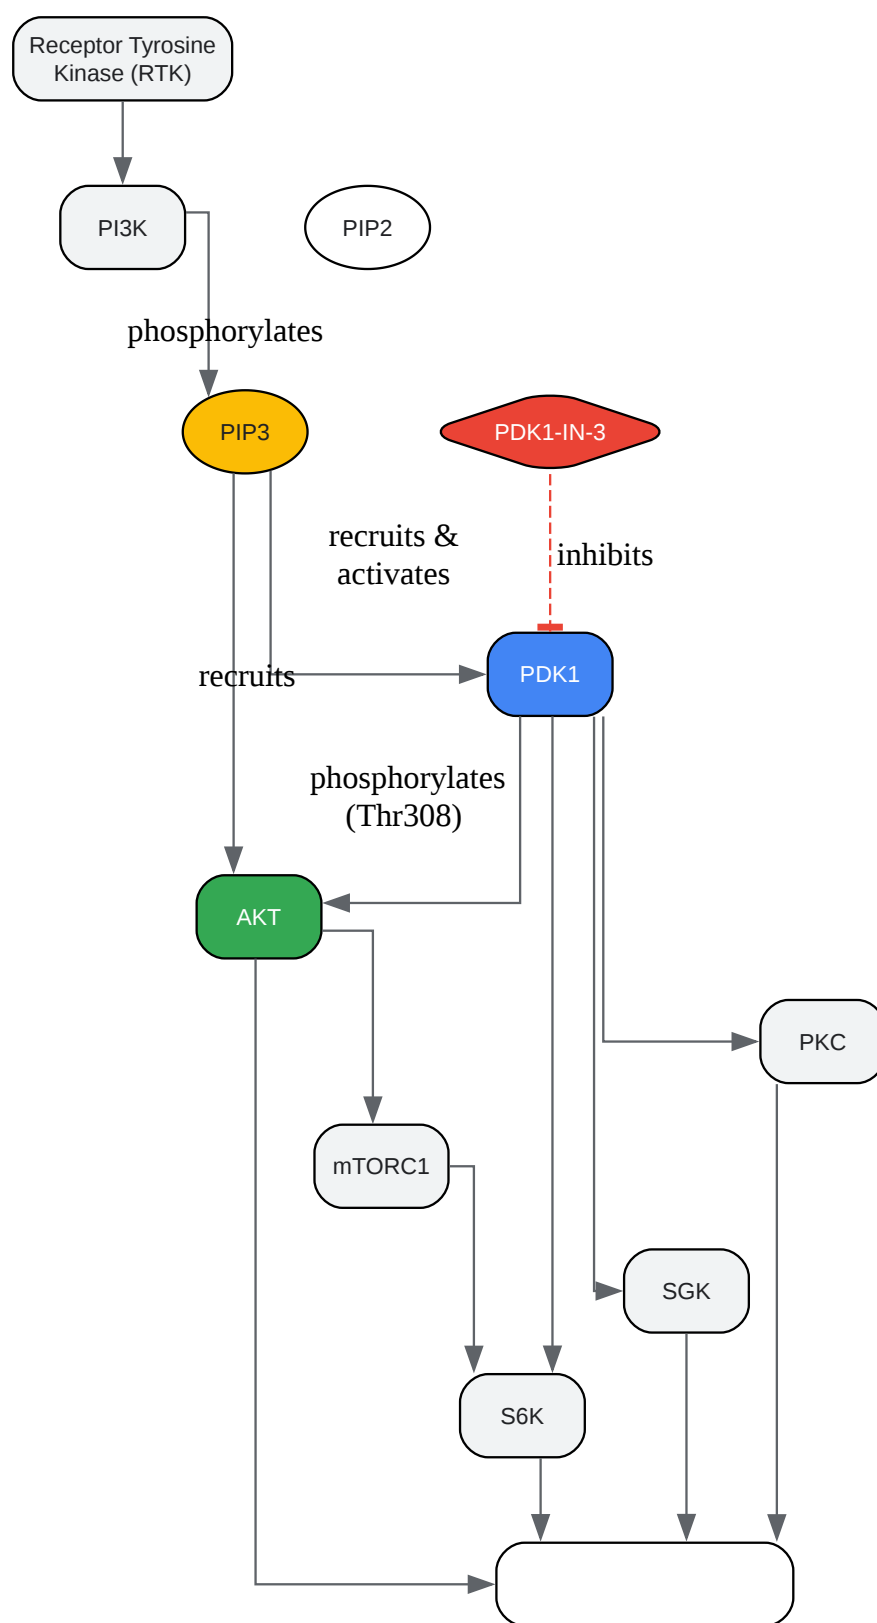 Receptor Tyrosine
Kinase (RTK)
PI3K
PIP2
phosphorylates
PIP3
PDK1-IN-3
recruits &
activates
inhibits
recruits
PDK1
phosphorylates
(Thr308)
AKT
PKC
mTORC1
SGK
S6K